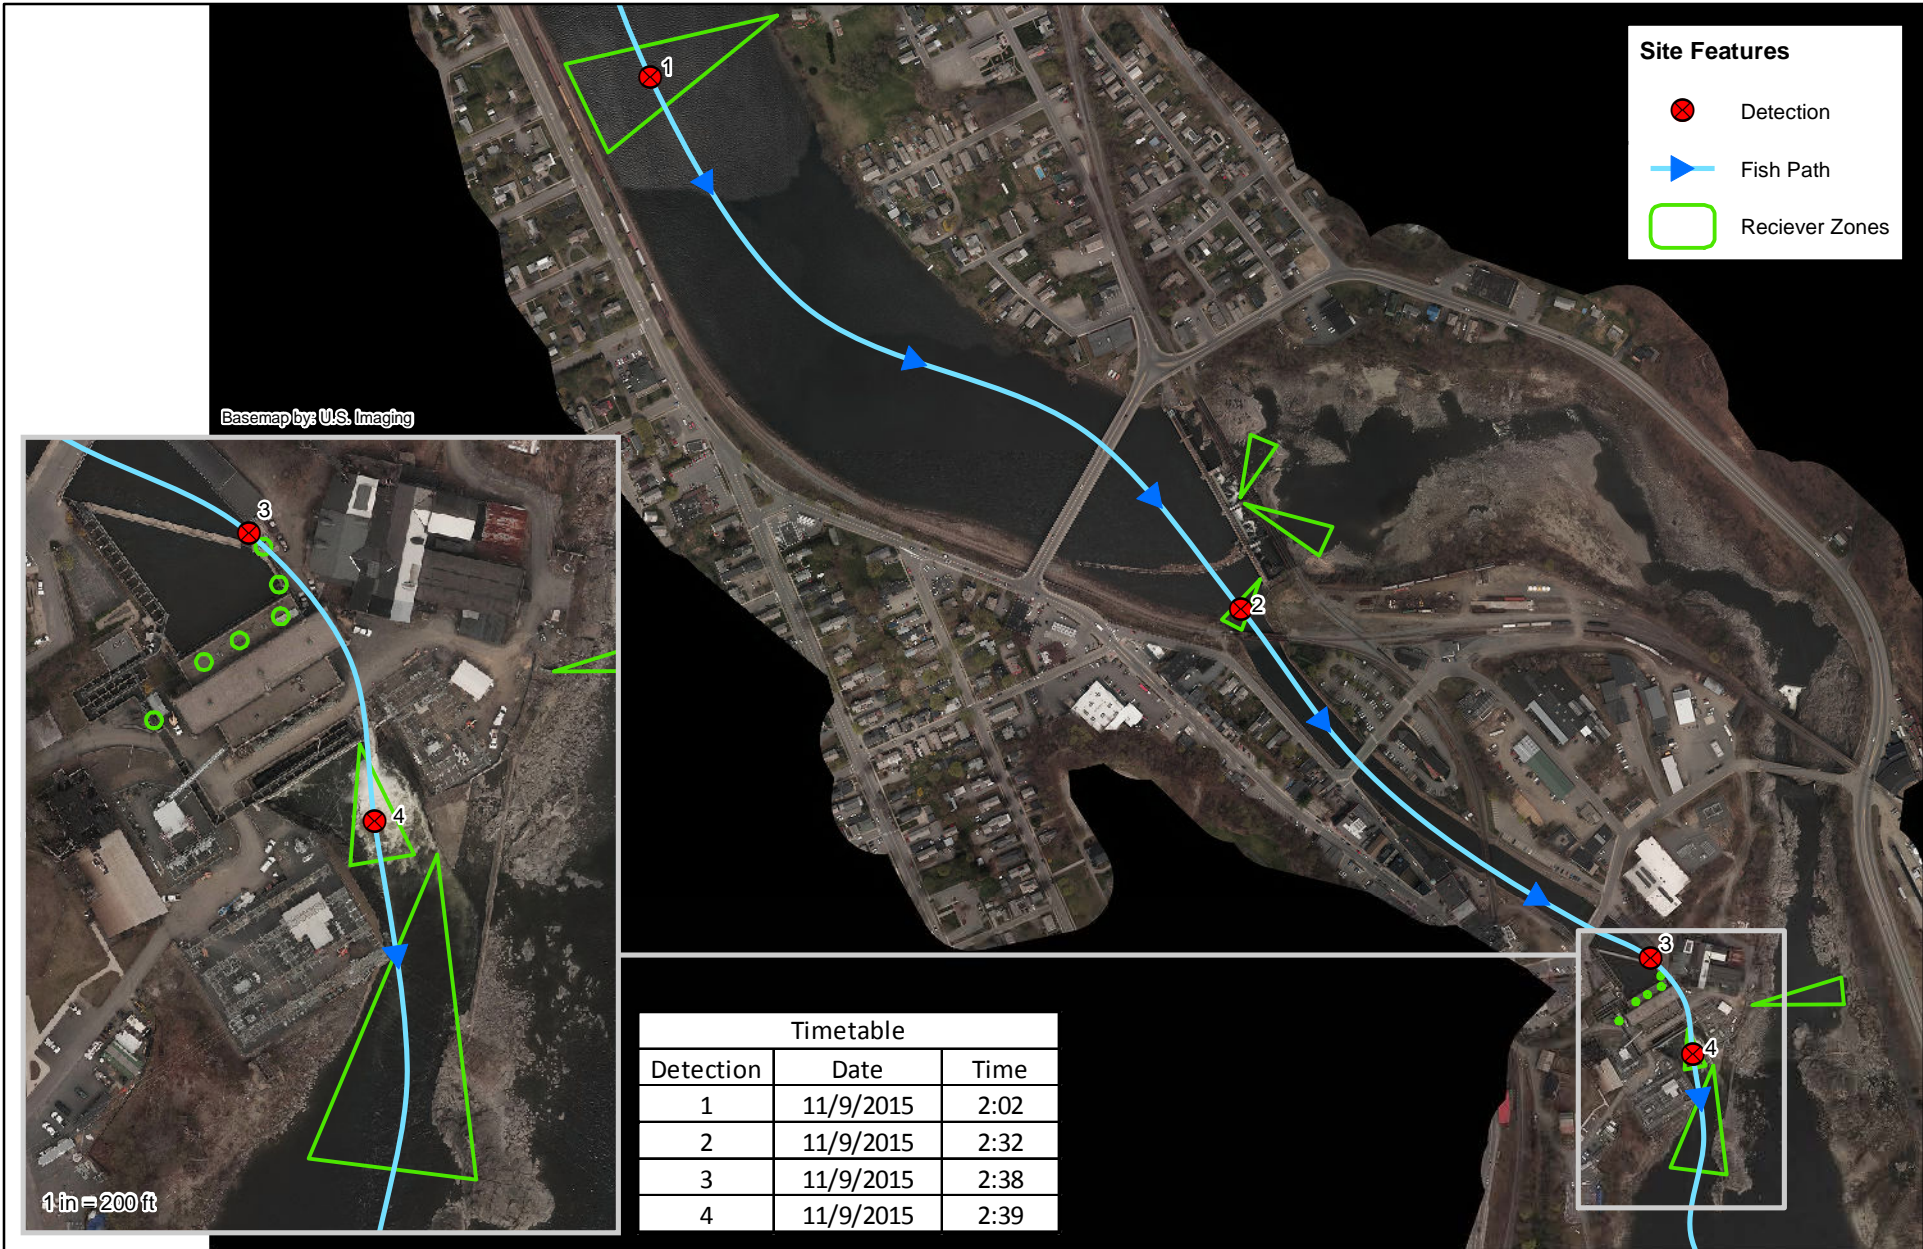 Site Features
Detection
Fish Path
Reciever Zones
1
2
3
4
Basemap by: U.S. Imaging
3
4
1 in = 200 ft
Timetable
Detection Date Time
1 11/9/2015 2:02
2 11/9/2015 2:32
3 11/9/2015 2:38
4 11/9/2015 2:39